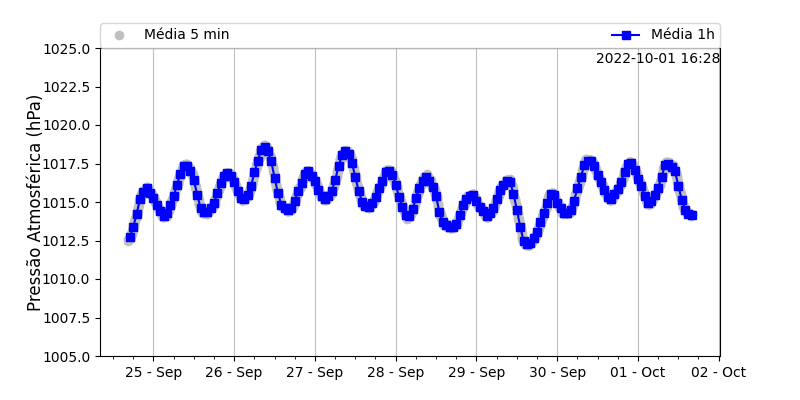 Média 5 min
Média 1h
2022-10-01 16:28
Pressão Atmosférica (hPa)
1025.0
1022.5
1020.0
1017.5
1015.0
1012.5
1010.0
1007.5
1005.0
25 - Sep
26 - Sep
27 - Sep
28 - Sep
29 - Sep
30 - Sep
01 - Oct
02 - Oct